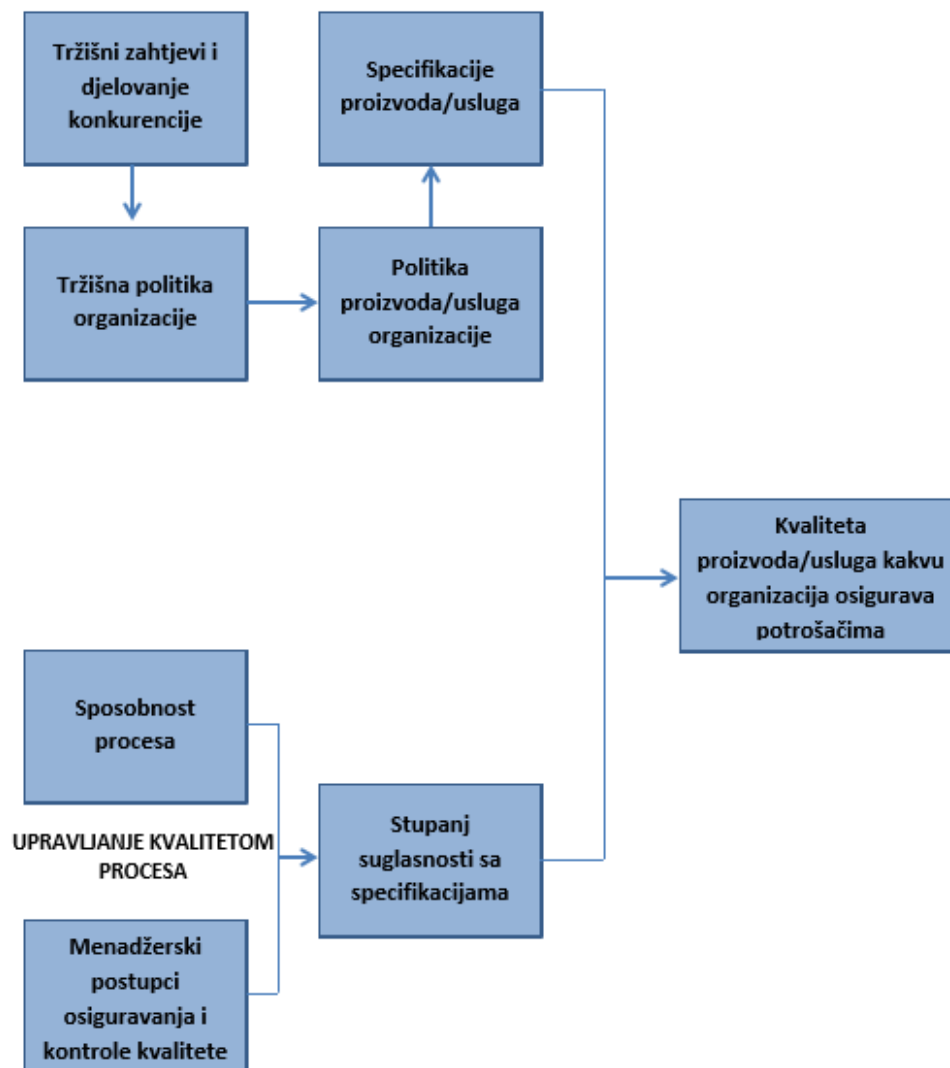 Tržišni zahtjevi i
djelovanje
konkurencije
Specifikacije
proizvoda/usluga
Tržišna politika
organizacije
Politika
proizvoda/usluga
organizacije
Kvaliteta
proizvoda/usluga kakvu
organizacija osigurava
potrošačima
Sposobnost
procesa
UPRAVLJANJE KVALITETOM
PROCESA
Stupanj
suglasnosti sa
specifikacijama
Menadžerski
postupci
osiguravanja i
kontrole kvalitete